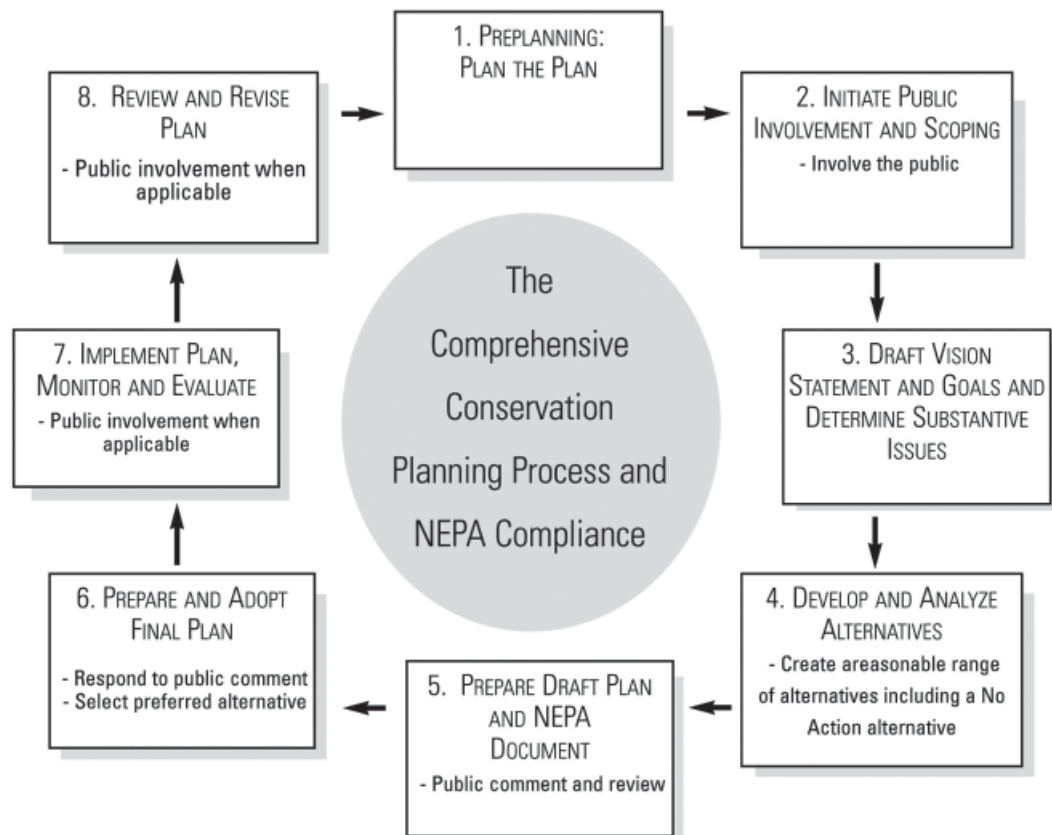 1. PREPLANNING:
PLAN THE PLAN
2. INITIATE PUBLIC
INVOLVEMENT AND SCOPING
- Involve the public
3. DRAFT VISION
STATEMENT AND GOALS AND
DETERMINE SUBSTANTIVE
ISSUES
4. DEVELOP AND ANALYZE
ALTERNATIVES
- Create areasonable range
of alternatives including a No
Action alternative
5. PREPARE DRAFT PLAN
AND NEPA
DOCUMENT
- Public comment and review
6. PREPARE AND ADOPT
FINAL PLAN
- Respond to public comment
- Select preferred alternative
7. IMPLEMENT PLAN,
MONITOR AND EVALUATE
- Public involvement when
applicable
8. REVIEW AND REVISE
PLAN
- Public involvement when
applicable
The
Comprehensive
Conservation
Planning Process and
NEPA Compliance